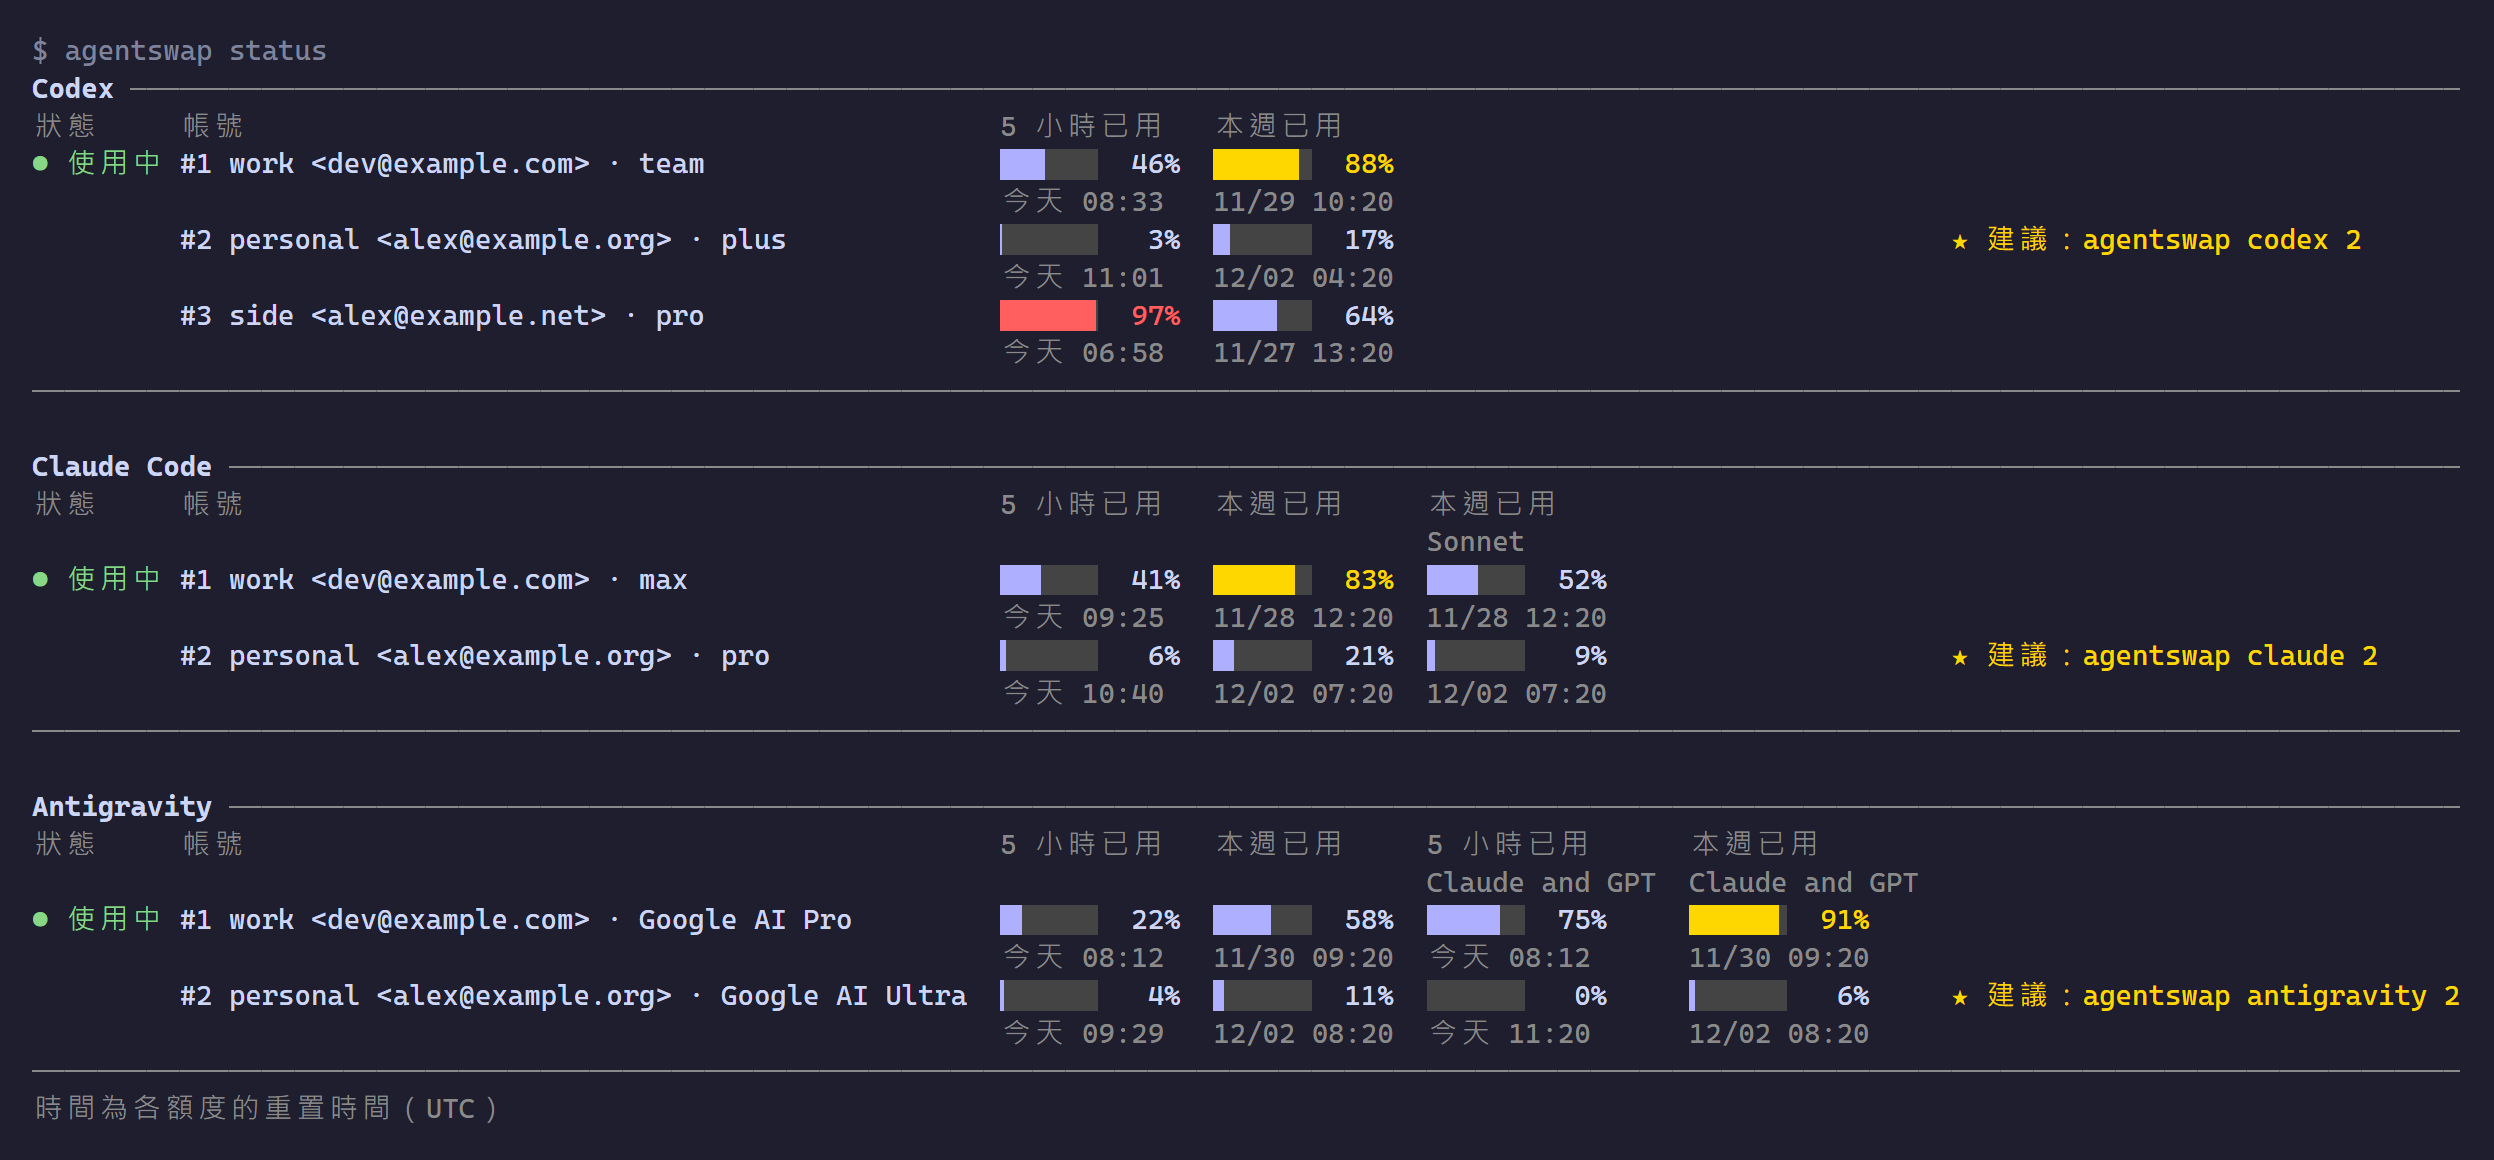 $ agentswap status
Codex
狀態 帳號 5 小時已用 本週已用
● 使用中 #1 work <dev@example.com> · team 46% 88%
今天 08:33 11/29 10:20
#2 personal <alex@example.org> · plus 3% 17% ★ 建議：agentswap codex 2
今天 11:01 12/02 04:20
#3 side <alex@example.net> · pro 97% 64%
今天 06:58 11/27 13:20
Claude Code
狀態 帳號 5 小時已用 本週已用 本週已用
Sonnet
● 使用中 #1 work <dev@example.com> · max 41% 83% 52%
今天 09:25 11/28 12:20 11/28 12:20
#2 personal <alex@example.org> · pro 6% 21% 9% ★ 建議：agentswap claude 2
今天 10:40 12/02 07:20 12/02 07:20
Antigravity
狀態 帳號 5 小時已用 本週已用 5 小時已用 本週已用
Claude and GPT Claude and GPT
● 使用中 #1 work <dev@example.com> · Google AI Pro 22% 58% 75% 91%
今天 08:12 11/30 09:20 今天 08:12 11/30 09:20
#2 personal <alex@example.org> · Google AI Ultra 4% 11% 0% 6% ★ 建議：agentswap antigravity 2
今天 09:29 12/02 08:20 今天 11:20 12/02 08:20
時間為各額度的重置時間（UTC）